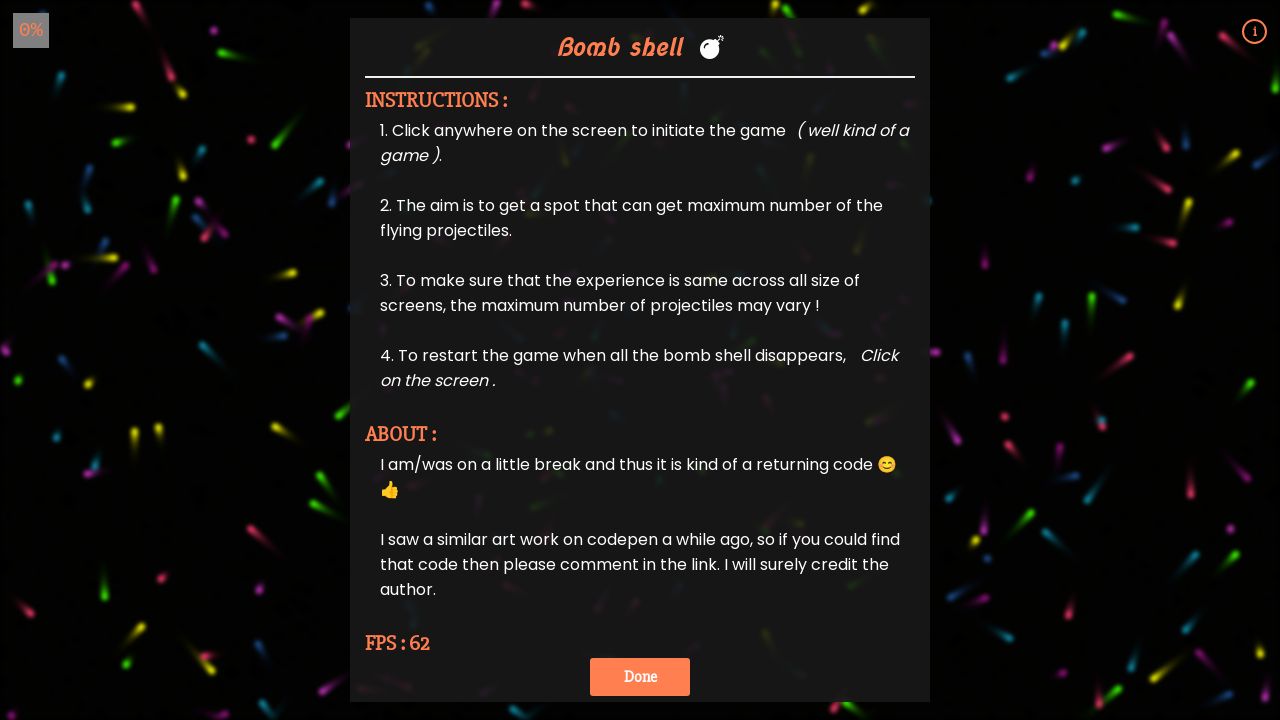 0%
i
Bomb shell 💣
INSTRUCTIONS :
1. Click anywhere on the screen to initiate the game ( well kind of a
game ).
2. The aim is to get a spot that can get maximum number of the
flying projectiles.
3. To make sure that the experience is same across all size of
screens, the maximum number of projectiles may vary !
4. To restart the game when all the bomb shell disappears, Click
on the screen .
ABOUT :
I am/was on a little break and thus it is kind of a returning code 😊
👍
I saw a similar art work on codepen a while ago, so if you could find
that code then please comment in the link. I will surely credit the
author.
FPS : 62
Done